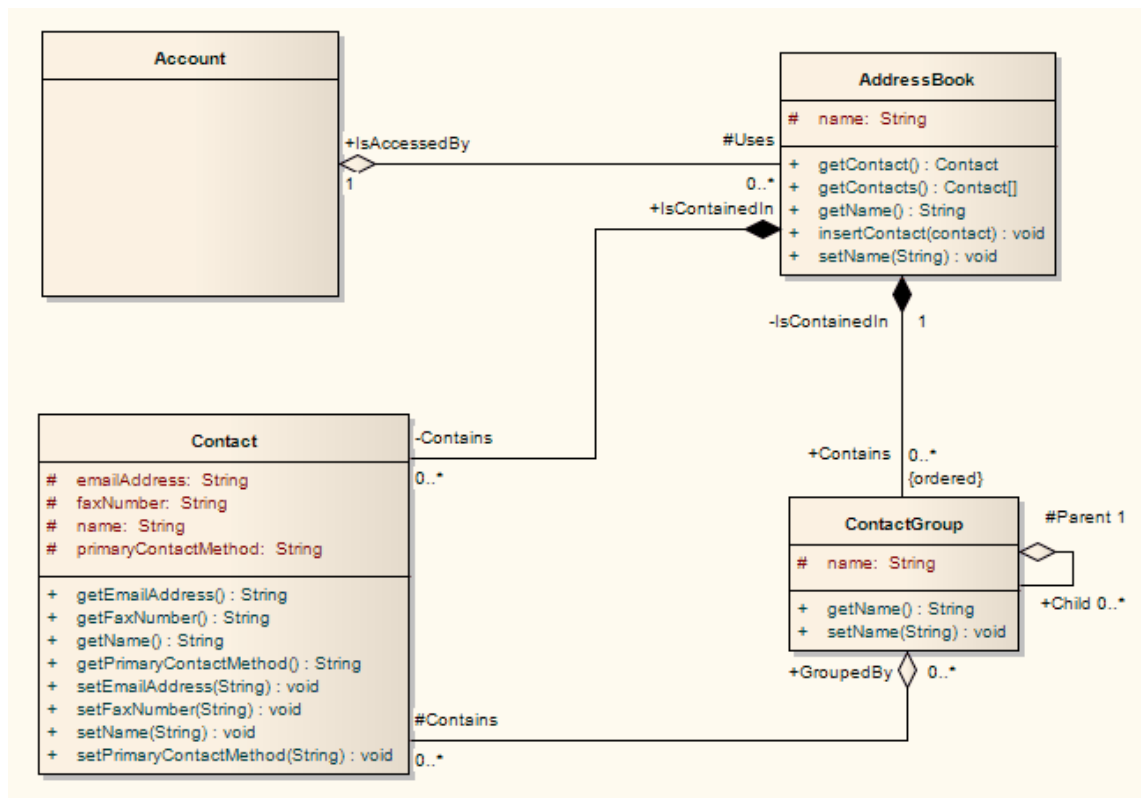 Account
AddressBook
# name: String
+ getContact() : Contact
+ getContacts() : Contact[]
+ getName() : String
+ insertContact(contact) : void
+ setName(String) : void
+IsAccessedBy
1
#Uses
0..*
+IsContainedIn
-IsContainedIn 1
-Contains
0..*
+Contains 0..*
{ordered}
Contact
# emailAddress: String
# faxNumber: String
# name: String
# primaryContactMethod: String
+ getEmailAddress() : String
+ getFaxNumber() : String
+ getName() : String
+ getPrimaryContactMethod() : String
+ setEmailAddress(String) : void
+ setFaxNumber(String) : void
+ setName(String) : void
+ setPrimaryContactMethod(String) : void
ContactGroup
# name: String
+ getName() : String
+ setName(String) : void
#Parent 1
+Child 0..*
+GroupedBy 0..*
#Contains
0..*